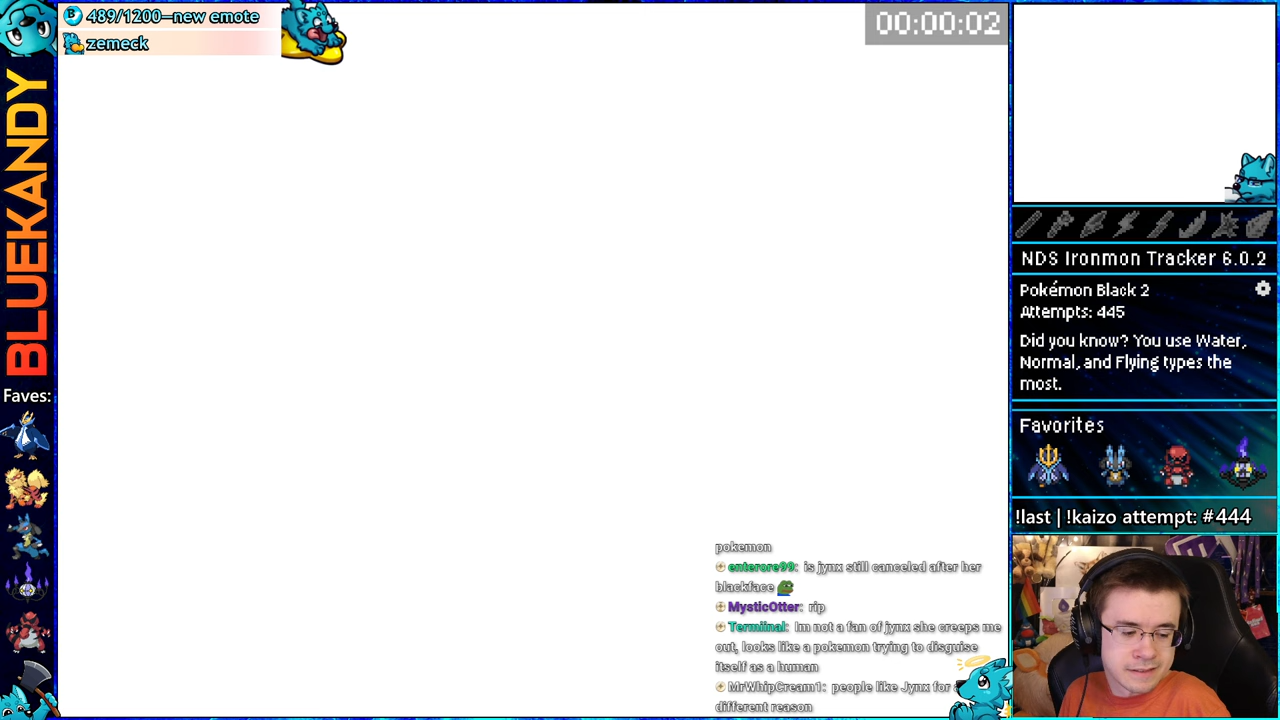 489/1200—new emote
zemeck
00:00:02
BLUEKANDY
Faves:
NDS Ironmon Tracker 6.0.2
Pokémon Black 2
Attempts: 445
Did you know? You use Water,
Normal, and Flying types the
most.
Favorites
!last | !kaizo attempt: #444
pokemon
enterore99: is jynx still canceled after her
blackface
MysticOtter: rip
Termiinal: Im not a fan of jynx she creeps me
out, looks like a pokemon trying to disguise
itself as a human
MrWhipCream1: people like Jynx for
different reason